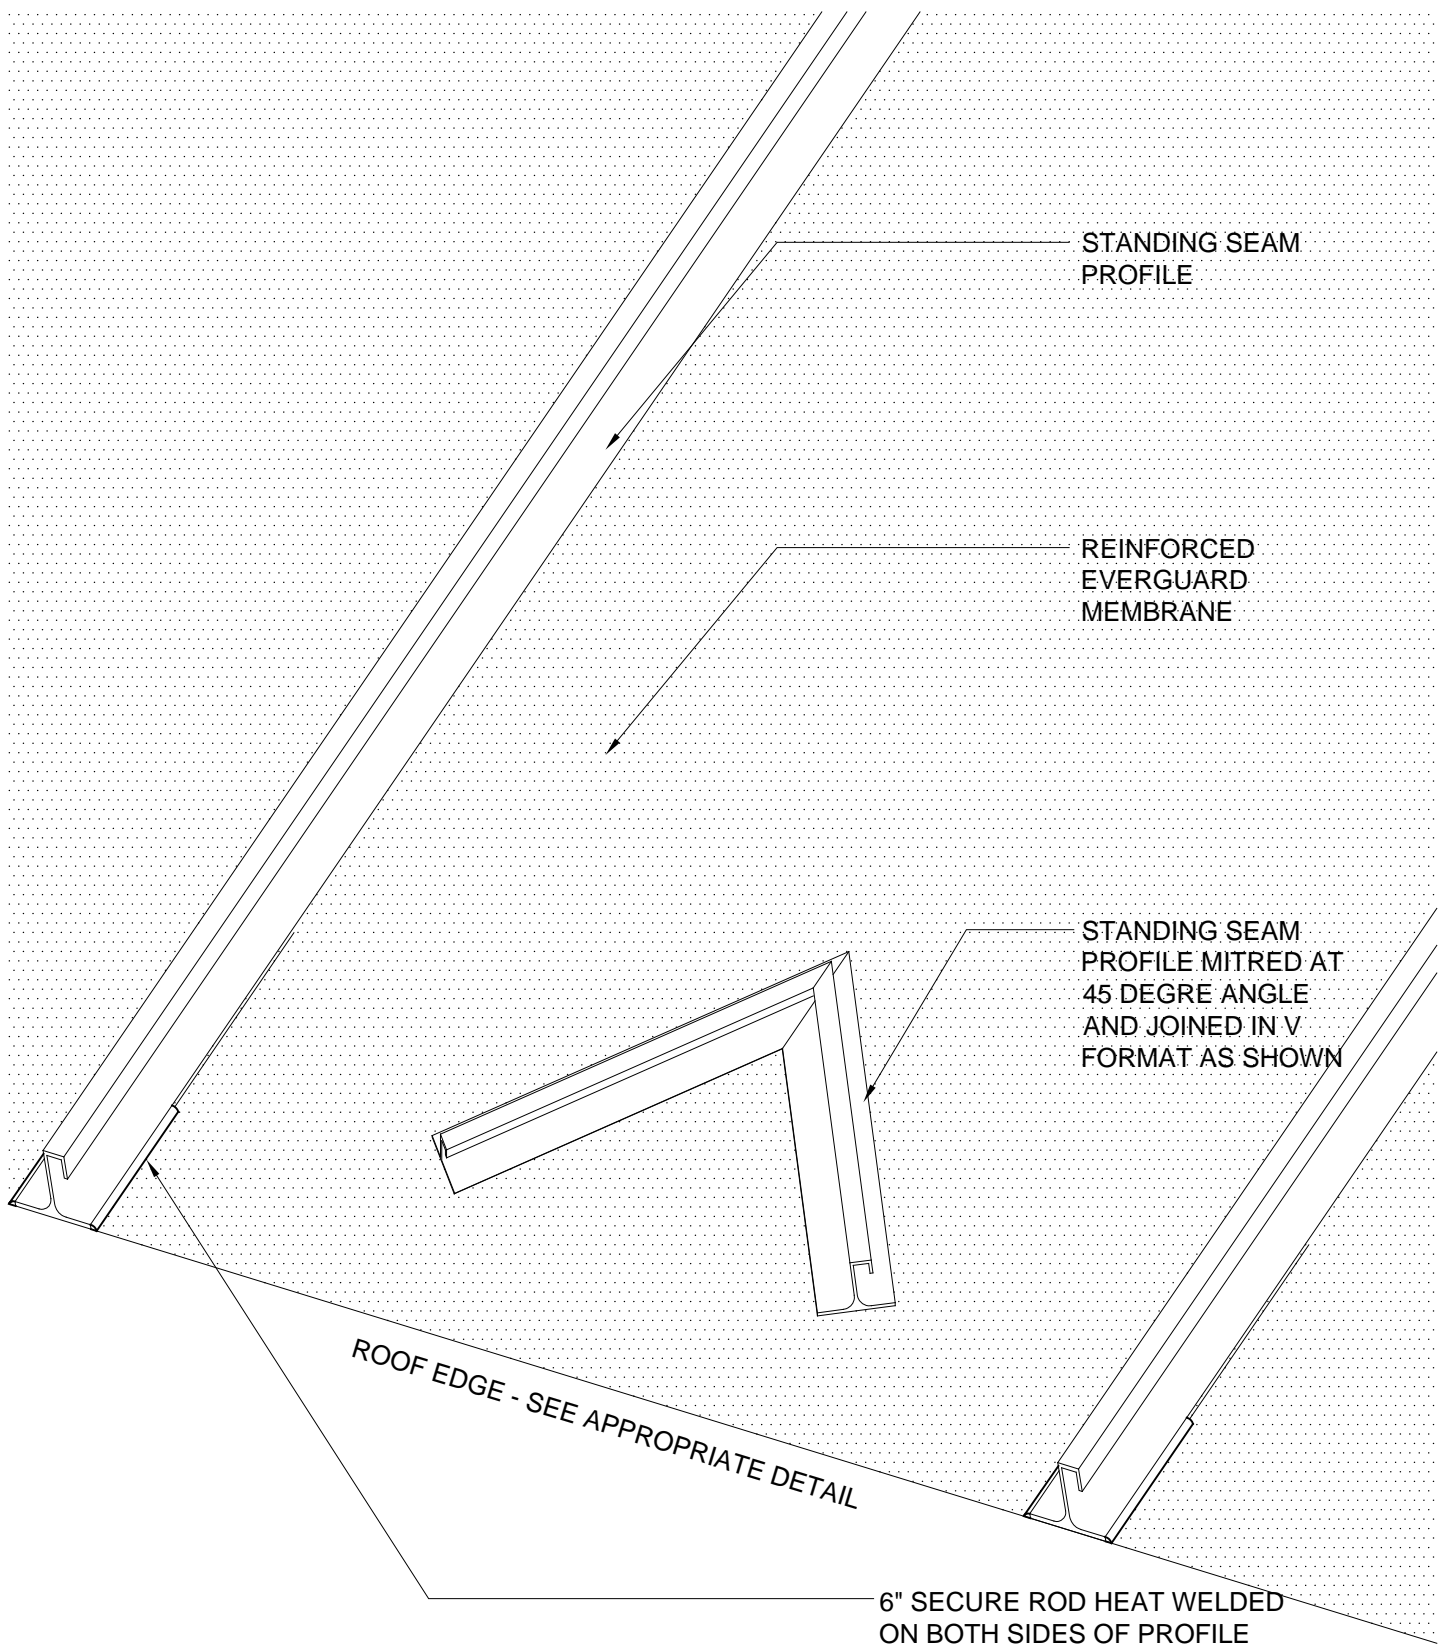 STANDING SEAM
PROFILE
REINFORCED
EVERGUARD
MEMBRANE
STANDING SEAM
PROFILE MITRED AT
45 DEGRE ANGLE
AND JOINED IN V
FORMAT AS SHOWN
ROOF EDGE - SEE APPROPRIATE DETAIL
6" SECURE ROD HEAT WELDED
ON BOTH SIDES OF PROFILE